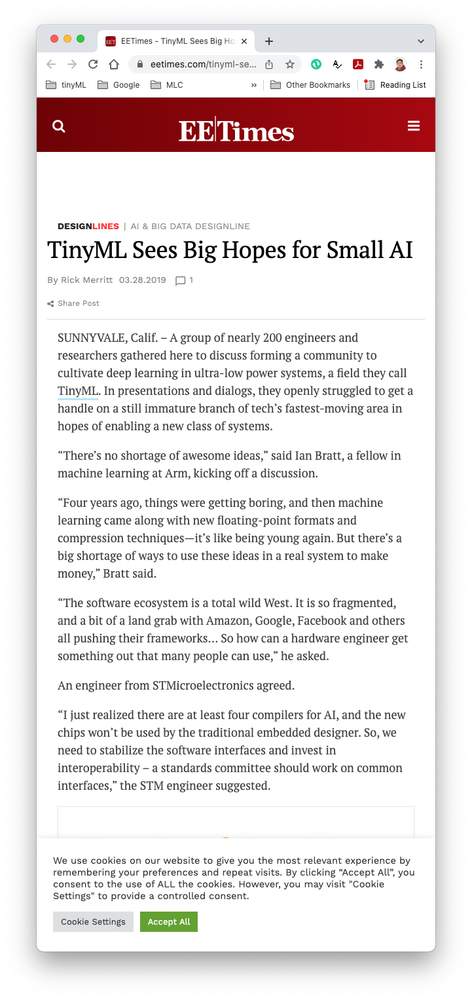 EET
EETimes - TinyML Sees Big Ho
eetimes.com/tinyml-se...
tinyML
Google
MLC
»
Other Bookmarks
Reading List
EETimes
DESIGNLINES | AI & BIG DATA DESIGNLINE
TinyML Sees Big Hopes for Small AI
By Rick Merritt 03.28.2019 1
Share Post
SUNNYVALE, Calif. – A group of nearly 200 engineers and
researchers gathered here to discuss forming a community to
cultivate deep learning in ultra-low power systems, a field they call
TinyML. In presentations and dialogs, they openly struggled to get a
handle on a still immature branch of tech’s fastest-moving area in
hopes of enabling a new class of systems.
“There’s no shortage of awesome ideas,” said Ian Bratt, a fellow in
machine learning at Arm, kicking off a discussion.
“Four years ago, things were getting boring, and then machine
learning came along with new floating-point formats and
compression techniques—it’s like being young again. But there’s a
big shortage of ways to use these ideas in a real system to make
money,” Bratt said.
“The software ecosystem is a total wild West. It is so fragmented,
and a bit of a land grab with Amazon, Google, Facebook and others
all pushing their frameworks… So how can a hardware engineer get
something out that many people can use,” he asked.
An engineer from STMicroelectronics agreed.
“I just realized there are at least four compilers for AI, and the new
chips won’t be used by the traditional embedded designer. So, we
need to stabilize the software interfaces and invest in
interoperability – a standards committee should work on common
interfaces,” the STM engineer suggested.
We use cookies on our website to give you the most relevant experience by
remembering your preferences and repeat visits. By clicking “Accept All”, you
consent to the use of ALL the cookies. However, you may visit "Cookie
Settings" to provide a controlled consent.
Cookie Settings
Accept All